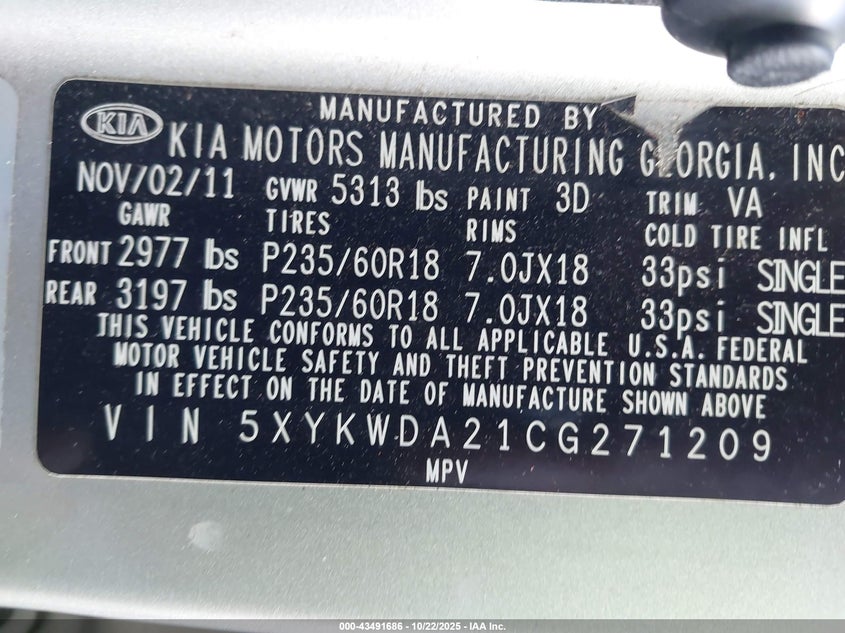 MANUFACTURED BY
KIA KIA MOTORS MANUFACTURING GEORGIA, INC
NOV/02/11 GVWR 5313 lbs PAINT 3D TRIM VA
GAWR TIRES RIMS COLD TIRE INFL
FRONT 2977 lbs P235/60R18 7.0JX18 33psi SINGLE
REAR 3197 lbs P235/60R18 7.0JX18 33psi SINGLE
THIS VEHICLE CONFORMS TO ALL APPLICABLE U.S.A. FEDERAL
MOTOR VEHICLE SAFETY AND THEFT PREVENTION STANDARDS
IN EFFECT ON THE DATE OF MANUFACTURE SHOWN ABOVE
VIN 5XYKWDA21CG271209
MPV
000-43491686 - 10/22/2025 - IAA Inc.